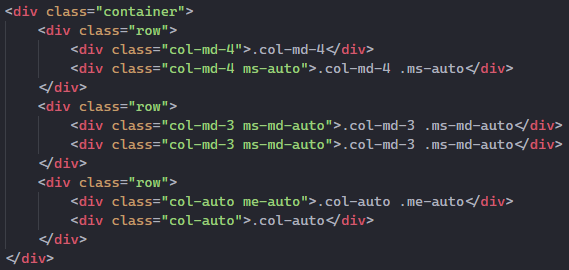 <div class="container">
    <div class="row">
        <div class="col-md-4">.col-md-4</div>
        <div class="col-md-4 ms-auto">.col-md-4 .ms-auto</div>
    </div>
    <div class="row">
        <div class="col-md-3 ms-md-auto">.col-md-3 .ms-md-auto</div>
        <div class="col-md-3 ms-md-auto">.col-md-3 .ms-md-auto</div>
    </div>
    <div class="row">
        <div class="col-auto me-auto">.col-auto .me-auto</div>
        <div class="col-auto">.col-auto</div>
    </div>
</div>